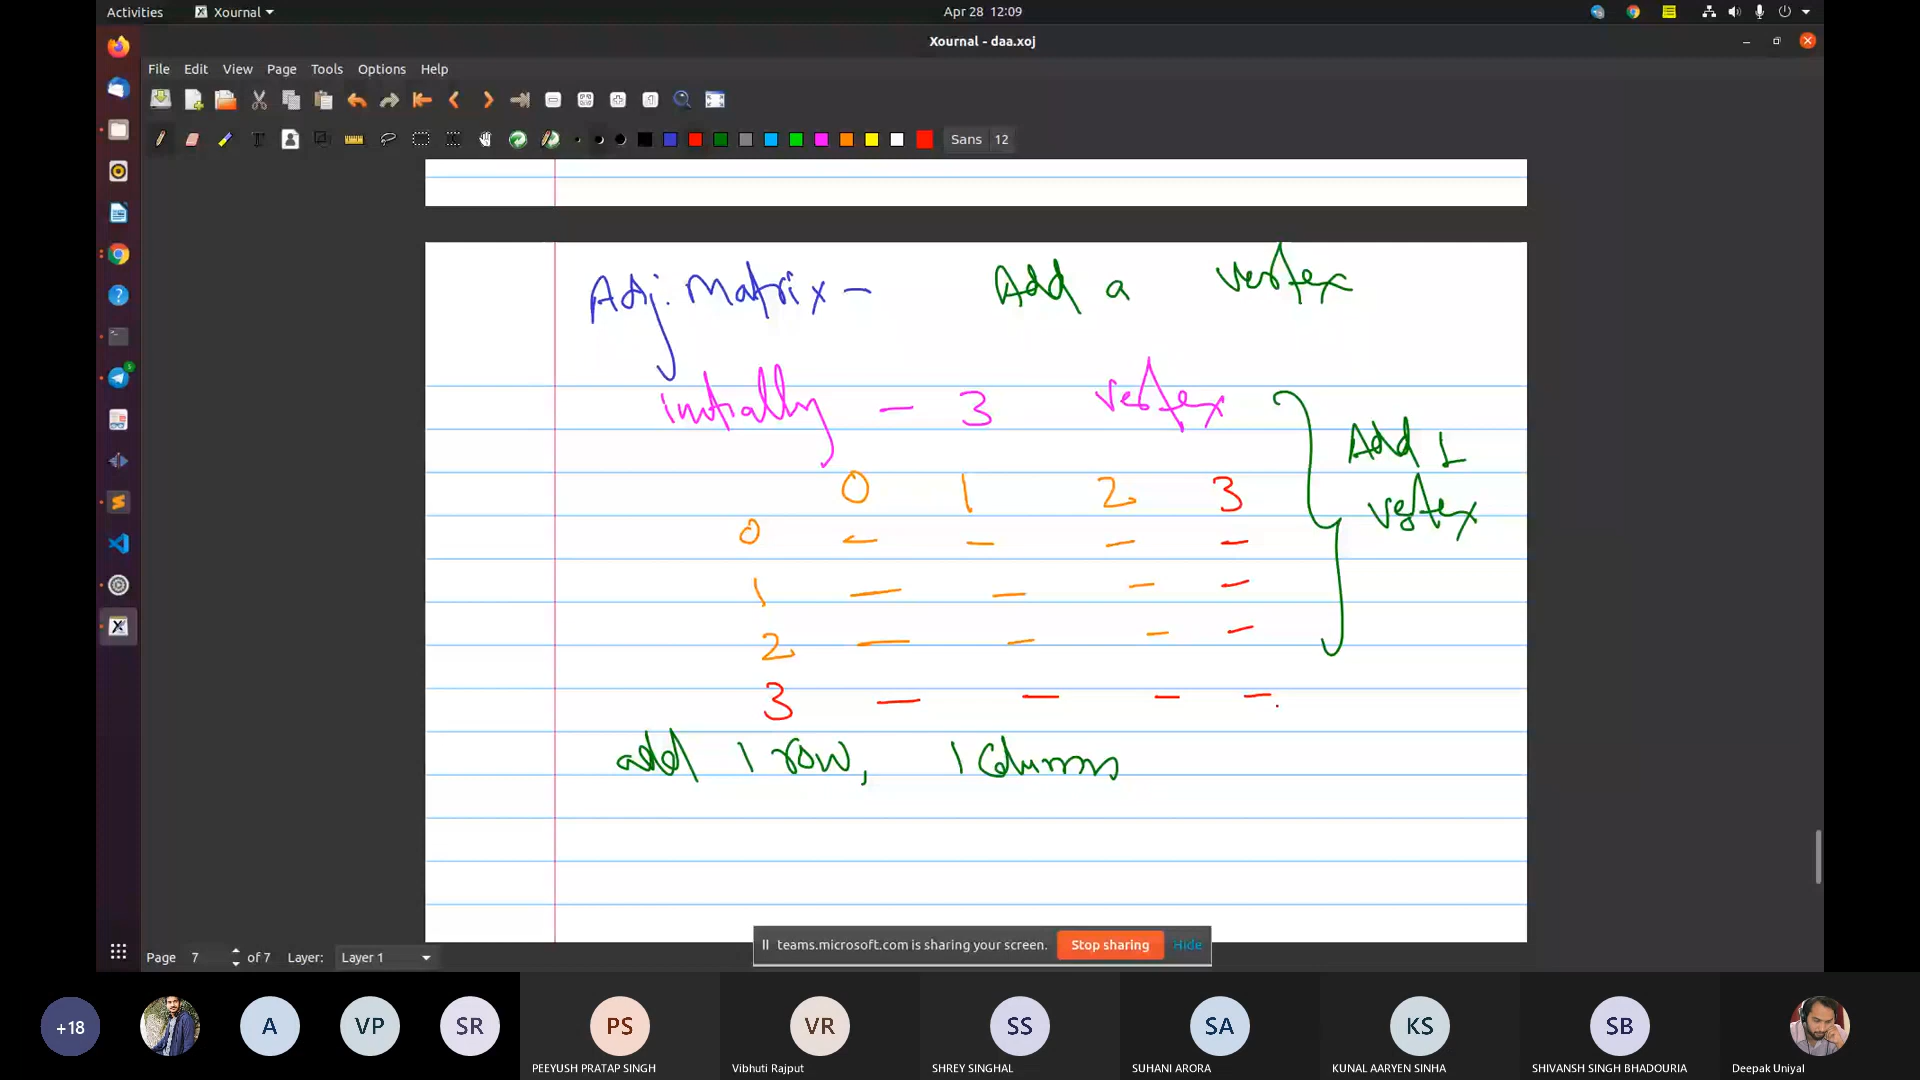 Activities Xournal Apr 28 12:09
Xournal - daa.xoj
File Edit View Page Tools Options Help
Sans 12
Adj. Matrix - Add a vertex
initially - 3 vertex
Add 1
vertex
0 1 2 3
0 - - - -
1 - - - -
2 - - - -
3 - - - -
add 1 row, 1 column
teams.microsoft.com is sharing your screen. Stop sharing Hide
Page 7 of 7 Layer: Layer 1
+18 A VP SR PS VR SS SA KS SB
PEEYUSH PRATAP SINGH Vibhuti Rajput SHREY SINGHAL SUHANI ARORA KUNAL AARYEN SINHA SHIVANSH SINGH BHADOURIA Deepak Uniyal